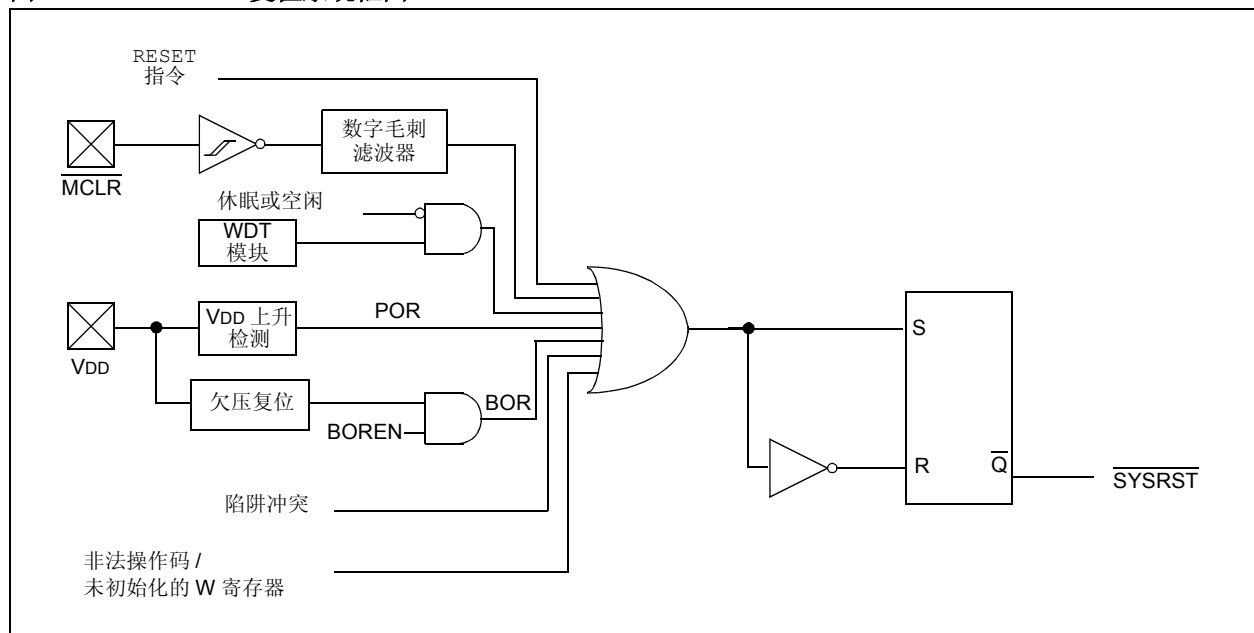 RESET
指令
数字毛刺
滤波器
MCLR
休眠或空闲
WDT
模块
VDD 上升
检测
POR
S
VDD
欠压复位
BOR
BOREN
R
Q
SYSRST
陷阱冲突
非法操作码 /
未初始化的 W 寄存器